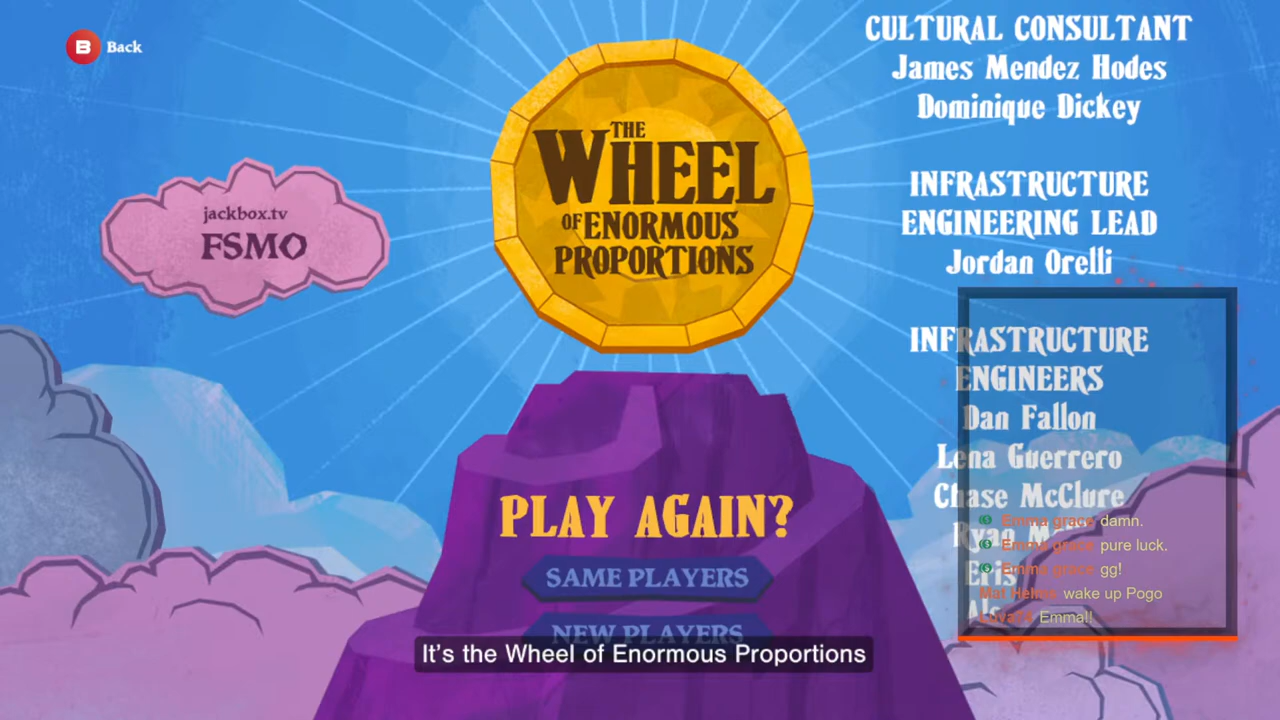 B Back
jackbox.tv
FSMO
THE
WHEEL
OF ENORMOUS
PROPORTIONS
PLAY AGAIN?
SAME PLAYERS
NEW PLAYERS
It's the Wheel of Enormous Proportions
CULTURAL CONSULTANT
James Mendez Hodes
Dominique Dickey
INFRASTRUCTURE
ENGINEERING LEAD
Jordan Orelli
INFRASTRUCTURE
ENGINEERS
Dan Fallon
Lena Guerrero
Chase McClure
Ryan
Eris
Emma grace damn.
Emma grace pure luck.
Emma grace gg!
wake up Pogo
Emma!!